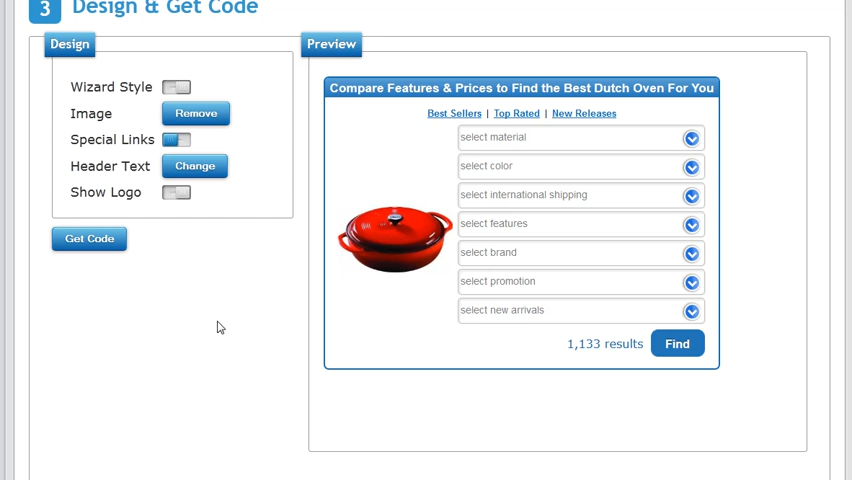 3 Design & Get Code
Design
Preview
Wizard Style
Image Remove
Special Links
Header Text Change
Show Logo
Get Code
Compare Features & Prices to Find the Best Dutch Oven For You
Best Sellers | Top Rated | New Releases
select material
select color
select international shipping
select features
select brand
select promotion
select new arrivals
1,133 results Find